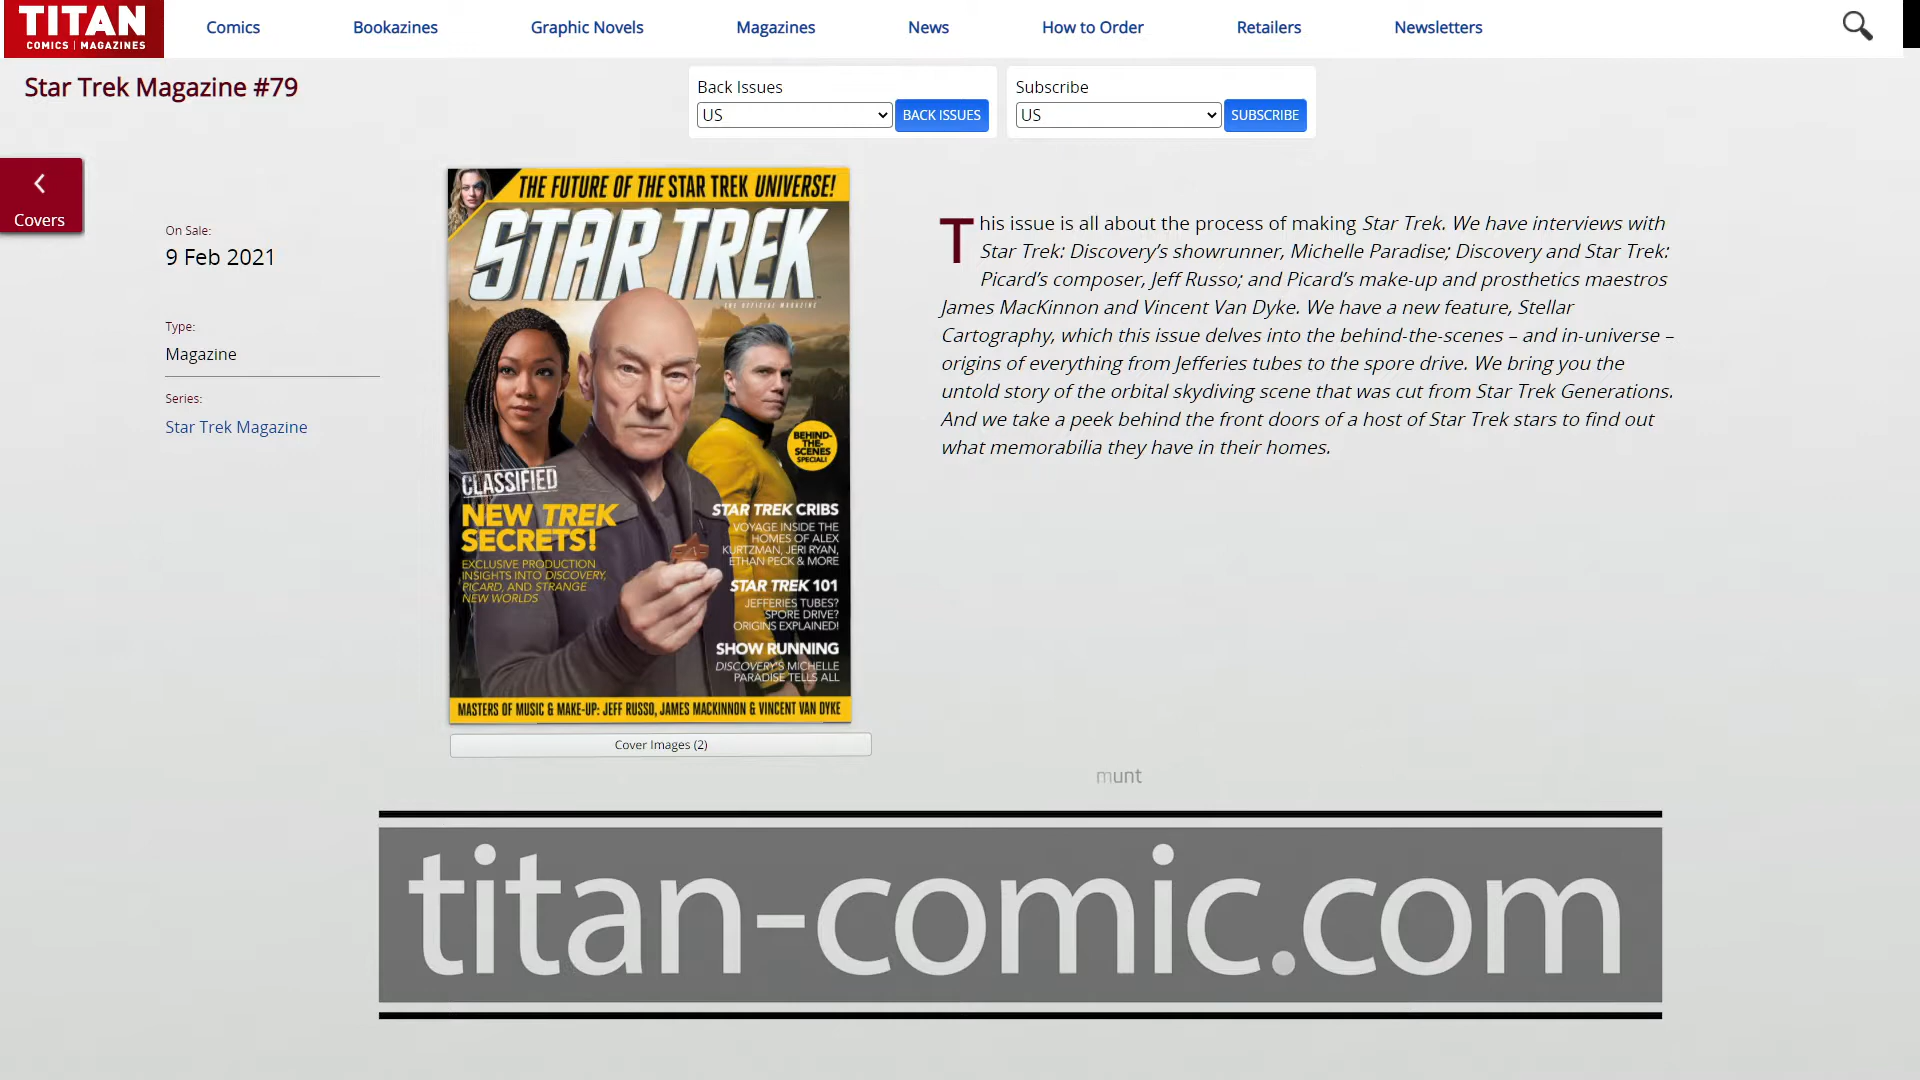 TITAN
COMICS | MAGAZINES
Comics
Bookazines
Graphic Novels
Magazines
News
How to Order
Retailers
Newsletters
Star Trek Magazine #79
Back Issues
US
BACK ISSUES
Subscribe
US
SUBSCRIBE
Covers
On Sale:
9 Feb 2021
Type:
Magazine
Series:
Star Trek Magazine
THE FUTURE OF THE STAR TREK UNIVERSE!
STAR TREK
THE OFFICIAL MAGAZINE
BEHIND-
THE-
SCENES
SPECIAL!
CLASSIFIED
NEW TREK
SECRETS!
EXCLUSIVE PRODUCTION
INSIGHTS INTO DISCOVERY,
PICARD, AND STRANGE
NEW WORLDS
STAR TREK CRIBS
VOYAGE INSIDE THE
HOMES OF ALEX
KURTZMAN, JERI RYAN,
ETHAN PECK & MORE
STAR TREK 101
JEFFERIES TUBES?
SPORE DRIVE?
ORIGINS EXPLAINED!
SHOW RUNNING
DISCOVERY'S MICHELLE
PARADISE TELLS ALL
MASTERS OF MUSIC & MAKE-UP: JEFF RUSSO, JAMES MACKINNON & VINCENT VAN DYKE
Cover Images (2)
This issue is all about the process of making Star Trek. We have interviews with
Star Trek: Discovery’s showrunner, Michelle Paradise; Discovery and Star Trek:
Picard’s composer, Jeff Russo; and Picard’s make-up and prosthetics maestros
James MacKinnon and Vincent Van Dyke. We have a new feature, Stellar
Cartography, which this issue delves into the behind-the-scenes – and in-universe –
origins of everything from Jefferies tubes to the spore drive. We bring you the
untold story of the orbital skydiving scene that was cut from Star Trek Generations.
And we take a peek behind the front doors of a host of Star Trek stars to find out
what memorabilia they have in their homes.
munt
titan-comic.com